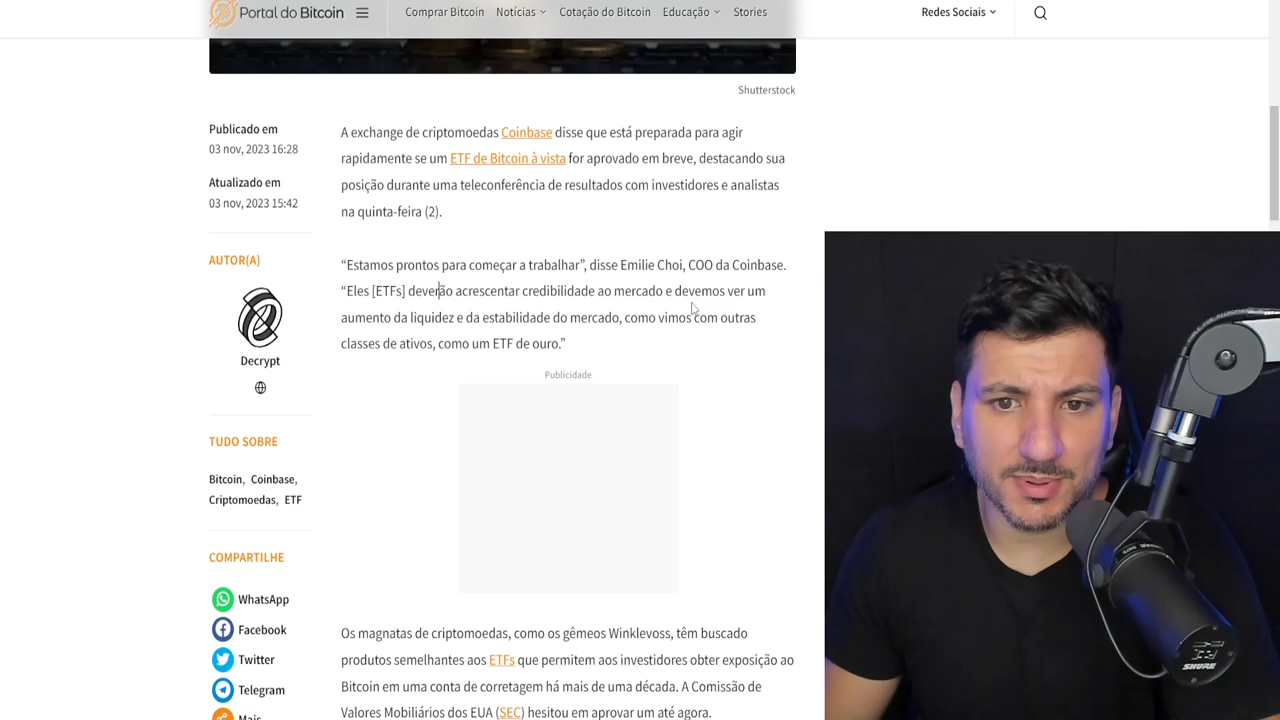 Portal do Bitcoin
Comprar Bitcoin
Notícias
Cotação do Bitcoin
Educação
Stories
Redes Sociais
Shutterstock
Publicado em
03 nov, 2023 16:28
Atualizado em
03 nov, 2023 15:42
AUTOR(A)
Decrypt
TUDO SOBRE
Bitcoin, Coinbase,
Criptomoedas, ETF
COMPARTILHE
WhatsApp
Facebook
Twitter
Telegram
Mais
A exchange de criptomoedas Coinbase disse que está preparada para agir
rapidamente se um ETF de Bitcoin à vista for aprovado em breve, destacando sua
posição durante uma teleconferência de resultados com investidores e analistas
na quinta-feira (2).
“Estamos prontos para começar a trabalhar”, disse Emilie Choi, COO da Coinbase.
“Eles [ETFs] deverão acrescentar credibilidade ao mercado e devemos ver um
aumento da liquidez e da estabilidade do mercado, como vimos com outras
classes de ativos, como um ETF de ouro.”
Publicidade
Os magnatas de criptomoedas, como os gêmeos Winklevoss, têm buscado
produtos semelhantes aos ETFs que permitem aos investidores obter exposição ao
Bitcoin em uma conta de corretagem há mais de uma década. A Comissão de
Valores Mobiliários dos EUA (SEC) hesitou em aprovar um até agora.
SHURE